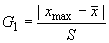 G₁ = | x_max − x̅ | / S